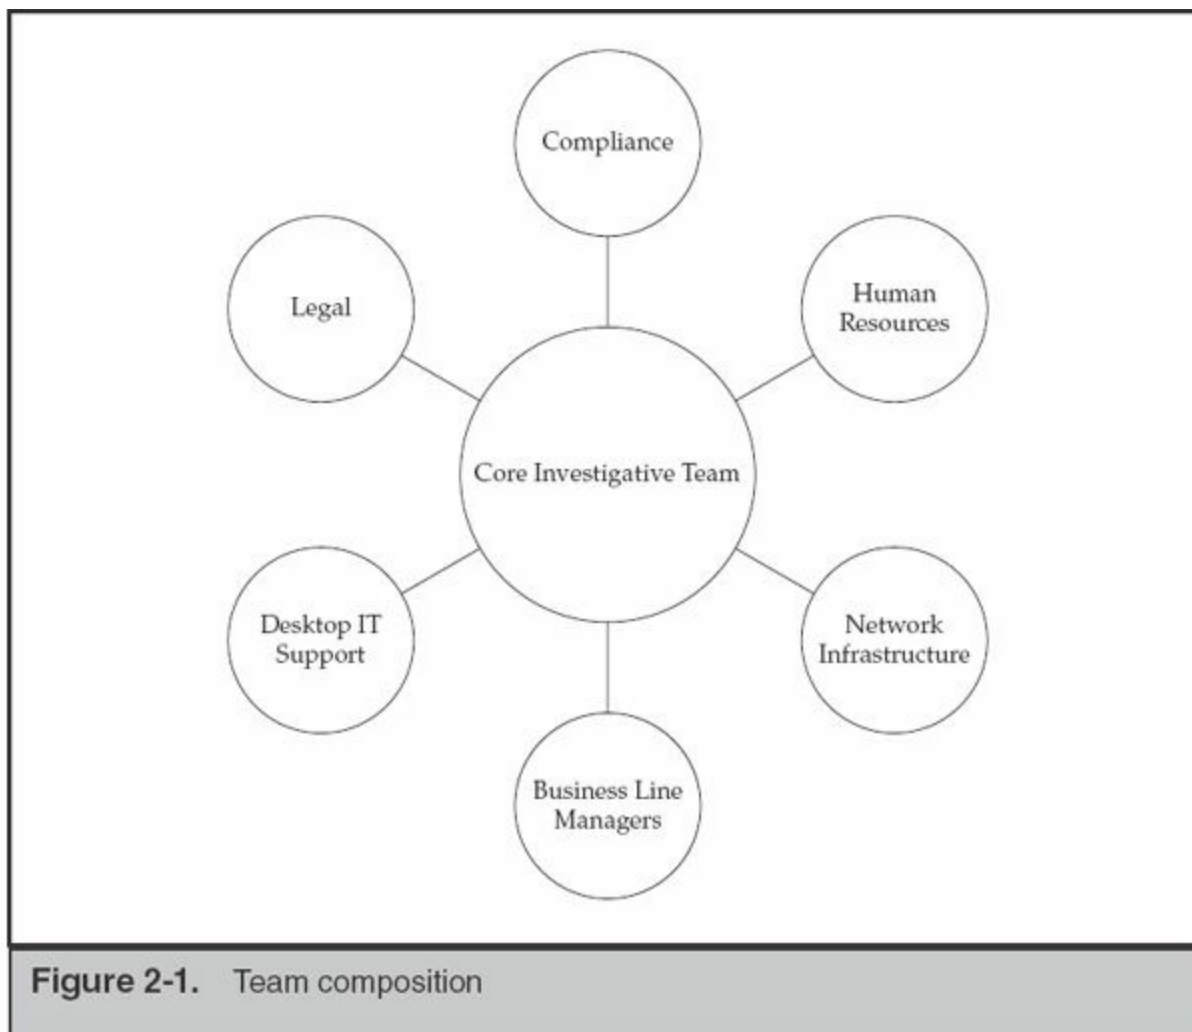 Compliance
Legal
Human
Resources
Core Investigative Team
Desktop IT
Support
Network
Infrastructure
Business Line
Managers
Figure 2-1. Team composition